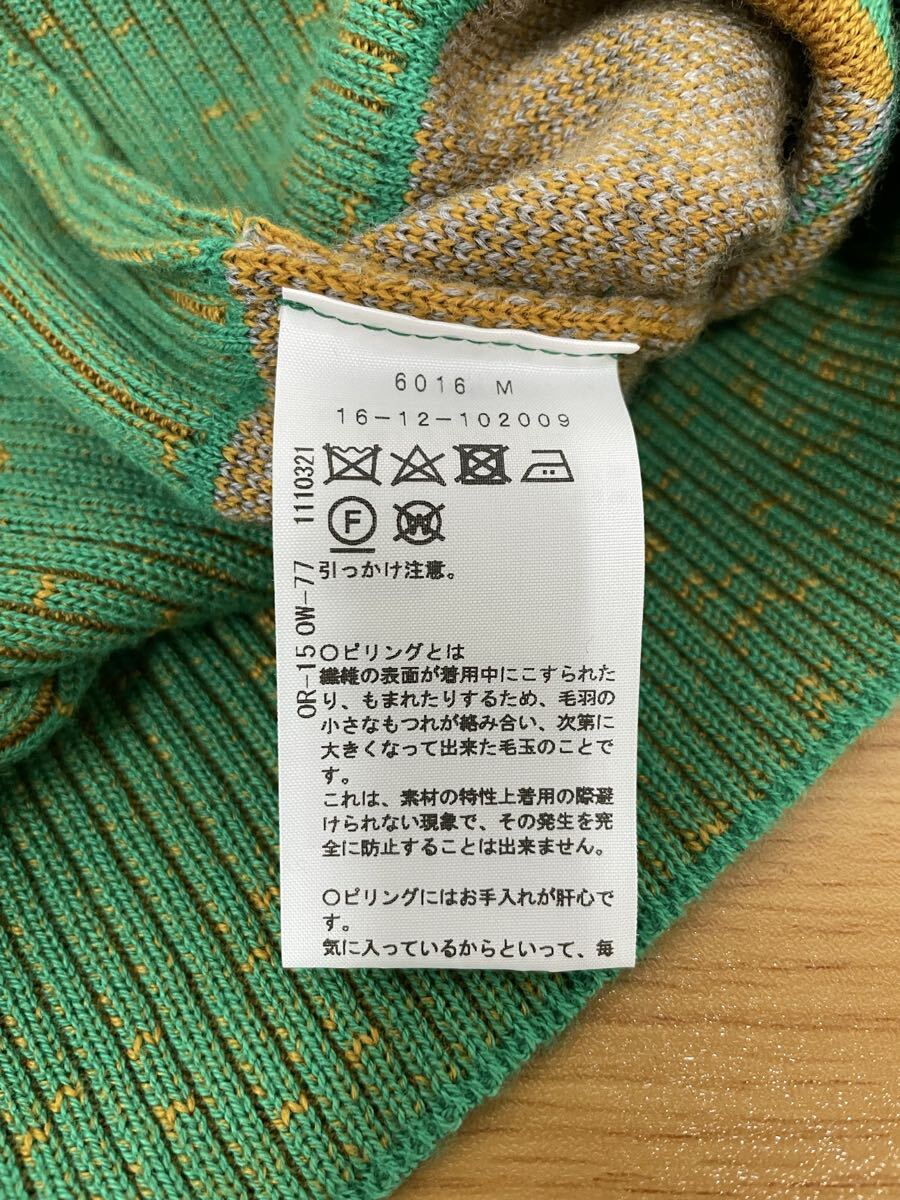 6016 M
16-12-102009
F
W
引っかけ注意。
OR-15 OW-77 1110321
〇ピリングとは
繊維の表面が着用中にこすられた
り、もまれたりするため、毛羽の
小さなもつれが絡み合い、次第に
大きくなって出来た毛玉のことで
す。
これは、素材の特性上着用の際避
けられない現象で、その発生を完
全に防止することは出来ません。
〇ピリングにはお手入れが肝心で
す。
気に入っているからといって、毎